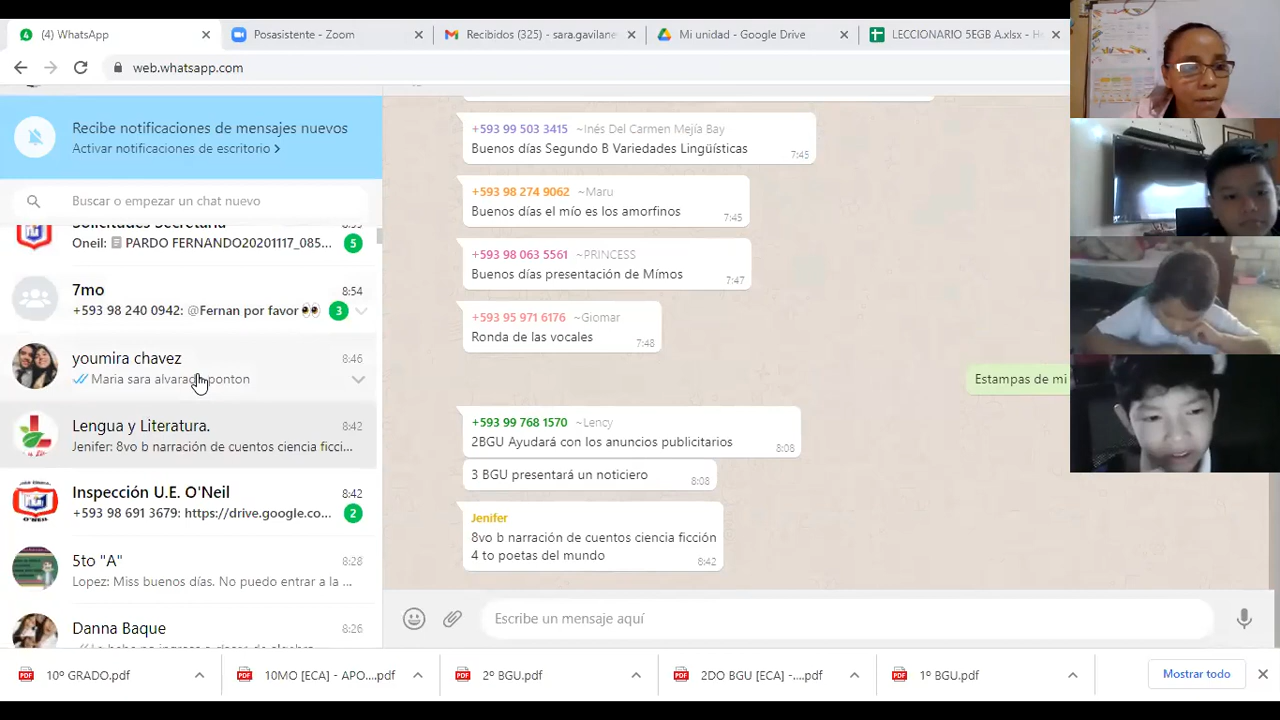 (4) WhatsApp
Posasistente - Zoom
Recibidos (325) - sara.gavilane
Mi unidad - Google Drive
LECCIONARIO 5EGB A.xlsx - H
web.whatsapp.com
Recibe notificaciones de mensajes nuevos
Activar notificaciones de escritorio >
Buscar o empezar un chat nuevo
Solicitudes Secretaría
Oneil: PARDO FERNANDO20201117_085...
5
7mo 8:54
+593 98 240 0942: @Fernan por favor 👀 3
youmira chavez 8:46
Maria sara alvarado ponton
Lengua y Literatura. 8:42
Jenifer: 8vo b narración de cuentos ciencia ficci...
Inspección U.E. O'Neil 8:42
+593 98 691 3679: https://drive.google.co... 2
5to "A" 8:28
Lopez: Miss buenos días. No puedo entrar a la ...
Danna Baque 8:26
+593 99 503 3415 ~Inés Del Carmen Mejía Bay
Buenos días Segundo B Variedades Lingüísticas 7:45
+593 98 274 9062 ~Maru
Buenos días el mío es los amorfinos 7:45
+593 98 063 5561 ~PRINCESS
Buenos días presentación de Mímos 7:47
+593 95 971 6176 ~Giomar
Ronda de las vocales 7:48
Estampas de mi
+593 99 768 1570 ~Lency
2BGU Ayudará con los anuncios publicitarios 8:08
3 BGU presentará un noticiero 8:08
Jenifer
8vo b narración de cuentos ciencia ficción
4 to poetas del mundo 8:42
Escribe un mensaje aquí
10º GRADO.pdf
10MO [ECA] - APO....pdf
2º BGU.pdf
2DO BGU [ECA] -....pdf
1º BGU.pdf
Mostrar todo